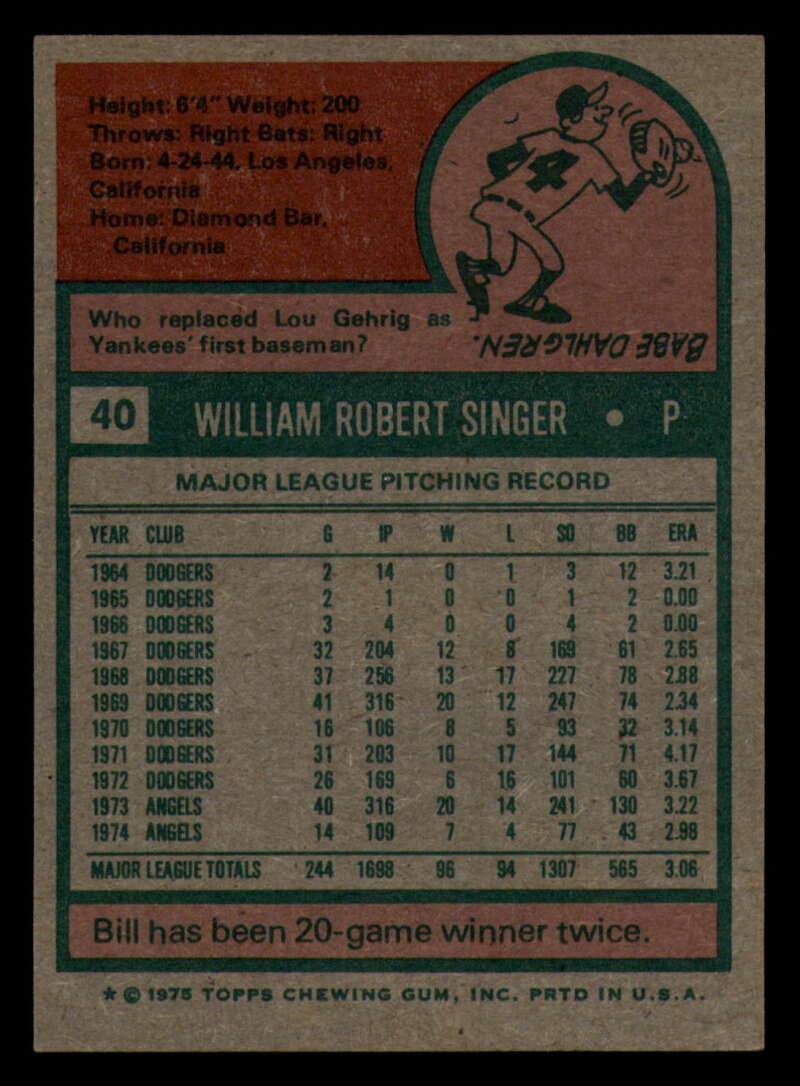 Height: 6'4" Weight: 200
Throws: Right Bats: Right
Born: 4-24-44, Los Angeles,
California
Home: Diamond Bar,
California
4
Who replaced Lou Gehrig as
Yankees' first baseman?
BABE DAHLGREN.
40 WILLIAM ROBERT SINGER • P
MAJOR LEAGUE PITCHING RECORD
YEAR CLUB G IP W L SO BB ERA
1964 DODGERS 2 14 0 1 3 12 3.21
1965 DODGERS 2 1 0 0 1 2 0.00
1966 DODGERS 3 4 0 0 4 2 0.00
1967 DODGERS 32 204 12 8 169 61 2.65
1968 DODGERS 37 256 13 17 227 78 2.88
1969 DODGERS 41 316 20 12 247 74 2.34
1970 DODGERS 16 106 8 5 93 32 3.14
1971 DODGERS 31 203 10 17 144 71 4.17
1972 DODGERS 26 169 6 16 101 60 3.67
1973 ANGELS 40 316 20 14 241 130 3.22
1974 ANGELS 14 109 7 4 77 43 2.98
MAJOR LEAGUE TOTALS 244 1698 96 94 1307 565 3.06
Bill has been 20-game winner twice.
* © 1975 TOPPS CHEWING GUM, INC. PRTD IN U.S.A.